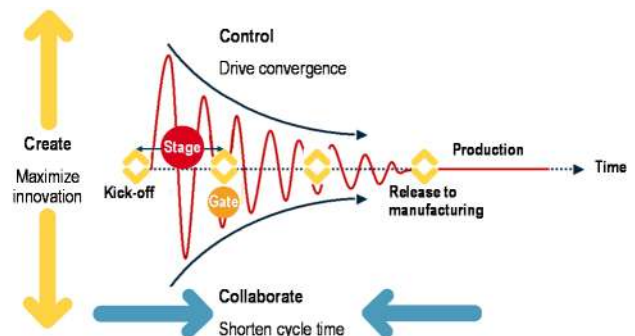 Control
Drive convergence
Create
Maximize
innovation
Stage
Kick-off
Gate
Production
Time
Release to
manufacturing
Collaborate
Shorten cycle time